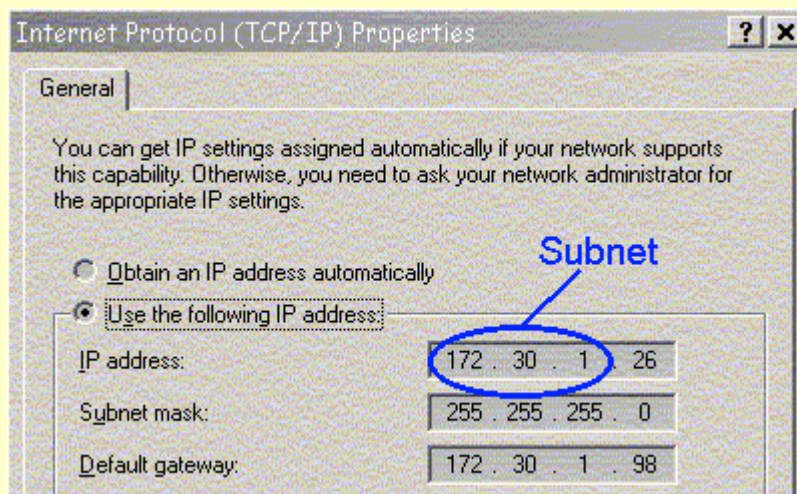 Internet Protocol (TCP/IP) Properties ? ×
General
You can get IP settings assigned automatically if your network supports
this capability. Otherwise, you need to ask your network administrator for
the appropriate IP settings.
Subnet
Obtain an IP address automatically
Use the following IP address:
IP address: 172 . 30 . 1 . 26
Subnet mask: 255 . 255 . 255 . 0
Default gateway: 172 . 30 . 1 . 98